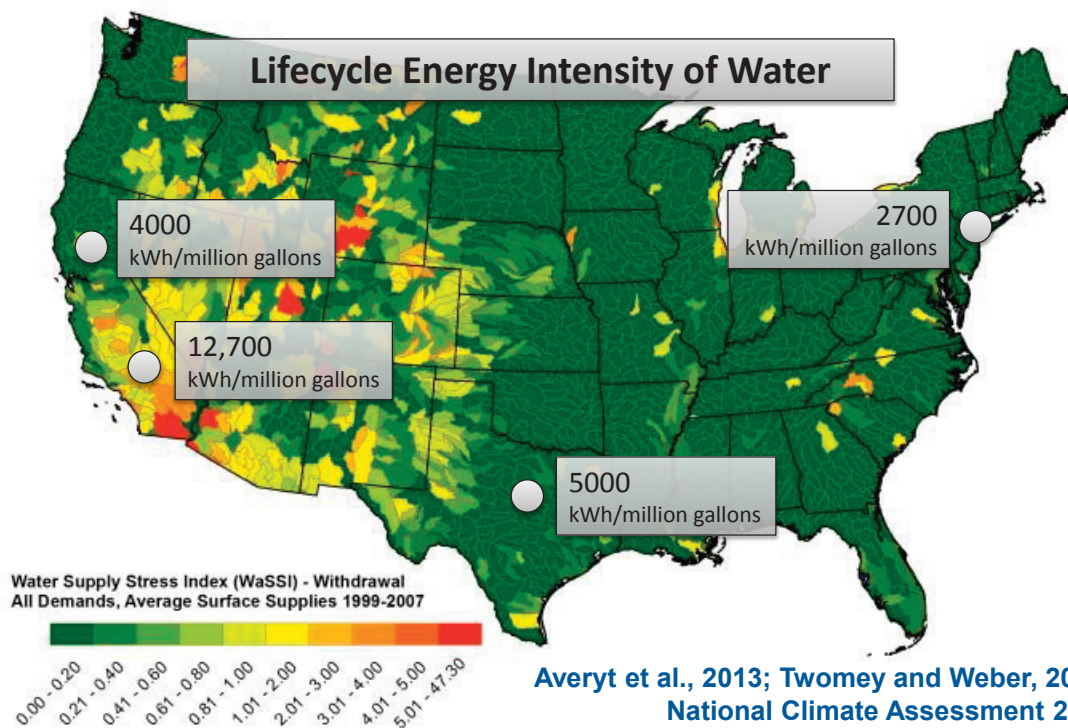 Lifecycle Energy Intensity of Water
4000
kWh/million gallons
2700
kWh/million gallons
12,700
kWh/million gallons
5000
kWh/million gallons
Water Supply Stress Index (WaSSI) - Withdrawal
All Demands, Average Surface Supplies 1999-2007
0.00 - 0.20
0.21 - 0.40
0.41 - 0.60
0.61 - 0.80
0.81 - 1.00
1.01 - 2.00
2.01 - 3.00
3.01 - 4.00
4.01 - 5.00
5.01 - 47.30
Averyt et al., 2013; Twomey and Weber, 20
National Climate Assessment 2